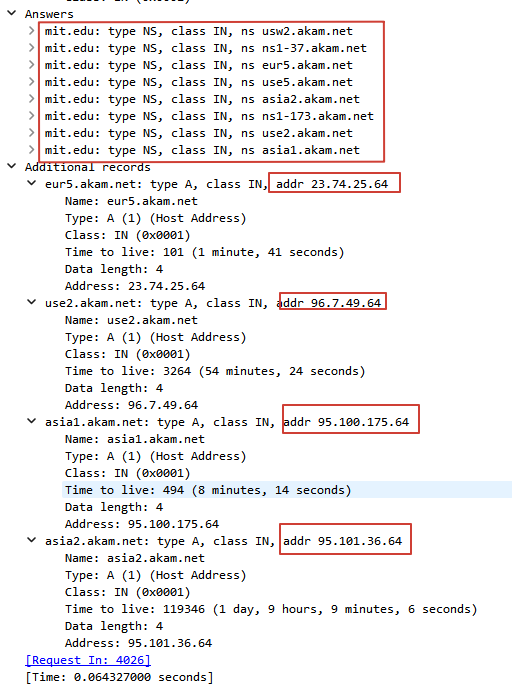 Answers
mit.edu: type NS, class IN, ns usw2.akam.net
mit.edu: type NS, class IN, ns ns1-37.akam.net
mit.edu: type NS, class IN, ns eur5.akam.net
mit.edu: type NS, class IN, ns use5.akam.net
mit.edu: type NS, class IN, ns asia2.akam.net
mit.edu: type NS, class IN, ns ns1-173.akam.net
mit.edu: type NS, class IN, ns use2.akam.net
mit.edu: type NS, class IN, ns asia1.akam.net
Additional records
eur5.akam.net: type A, class IN, addr 23.74.25.64
Name: eur5.akam.net
Type: A (1) (Host Address)
Class: IN (0x0001)
Time to live: 101 (1 minute, 41 seconds)
Data length: 4
Address: 23.74.25.64
use2.akam.net: type A, class IN, addr 96.7.49.64
Name: use2.akam.net
Type: A (1) (Host Address)
Class: IN (0x0001)
Time to live: 3264 (54 minutes, 24 seconds)
Data length: 4
Address: 96.7.49.64
asia1.akam.net: type A, class IN, addr 95.100.175.64
Name: asia1.akam.net
Type: A (1) (Host Address)
Class: IN (0x0001)
Time to live: 494 (8 minutes, 14 seconds)
Data length: 4
Address: 95.100.175.64
asia2.akam.net: type A, class IN, addr 95.101.36.64
Name: asia2.akam.net
Type: A (1) (Host Address)
Class: IN (0x0001)
Time to live: 119346 (1 day, 9 hours, 9 minutes, 6 seconds)
Data length: 4
Address: 95.101.36.64
[Request In: 4026]
[Time: 0.064327000 seconds]